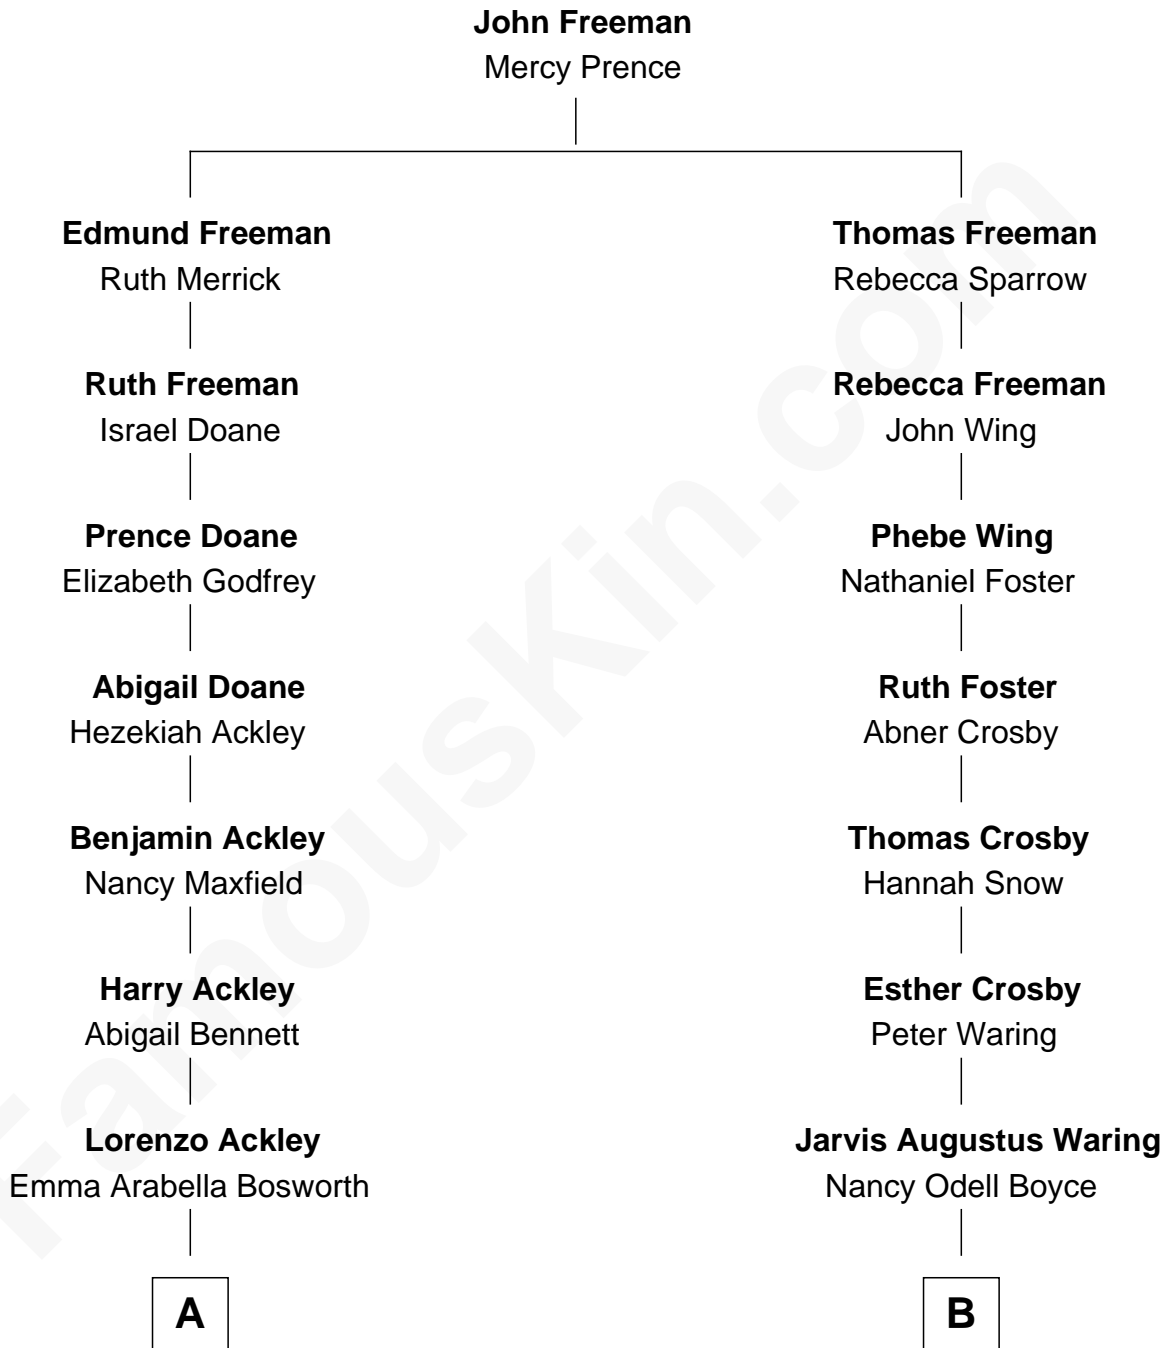 John Freeman
Mercy Prence
Edmund Freeman
Ruth Merrick
Ruth Freeman
Israel Doane
Prence Doane
Elizabeth Godfrey
Abigail Doane
Hezekiah Ackley
Benjamin Ackley
Nancy Maxfield
Harry Ackley
Abigail Bennett
Lorenzo Ackley
Emma Arabella Bosworth
A
Thomas Freeman
Rebecca Sparrow
Rebecca Freeman
John Wing
Phebe Wing
Nathaniel Foster
Ruth Foster
Abner Crosby
Thomas Crosby
Hannah Snow
Esther Crosby
Peter Waring
Jarvis Augustus Waring
Nancy Odell Boyce
B
FamousKin.com